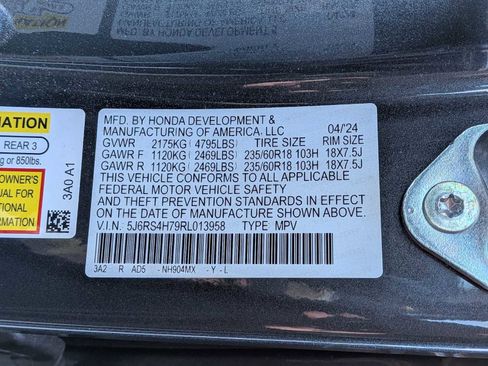 MFD. BY HONDA DEVELOPMENT &
MANUFACTURING OF AMERICA, LLC 04/'24
GVWR 2175KG (4795LBS) TIRE SIZE RIM SIZE
GAWR F 1120KG (2469LBS) 235/60R18 103H 18X7.5J
GAWR R 1120KG (2469LBS) 235/60R18 103H 18X7.5J
THIS VEHICLE CONFORMS TO ALL APPLICABLE
FEDERAL MOTOR VEHICLE SAFETY
AND THEFT PREVENTION STANDARDS IN EFFECT
ON THE DATE OF MANUFACTURE SHOWN ABOVE.
V.I.N. 5J6RS4H79RL013958 TYPE: MPV
3A2 R AD5 - NH904MX - Y - L
REAR 3
g or 850lbs.
OWNER'S
UAL FOR
TIONAL
MATION
3A0 A1